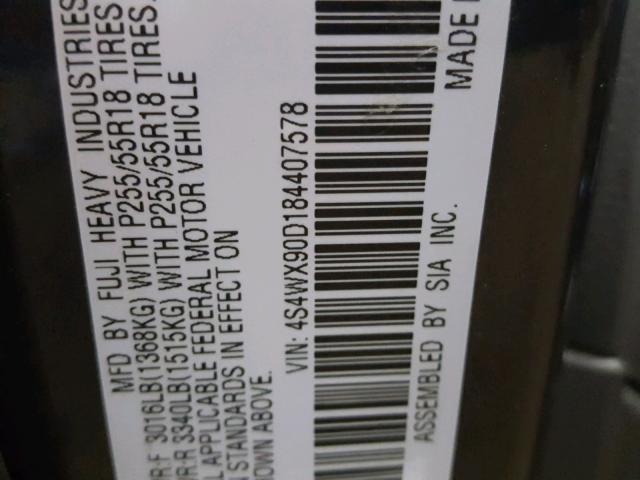 MFD BY FUJI HEAVY INDUSTRIES
R:F 3016LB(1368KG) WITH P255/55R18 TIRES,
R:R 3340LB(1515KG) WITH P255/55R18 TIRES,
APPLICABLE FEDERAL MOTOR VEHICLE
STANDARDS IN EFFECT ON
OWN ABOVE.
VIN: 4S4WX90D184407578
ASSEMBLED BY SIA INC.
MADE I